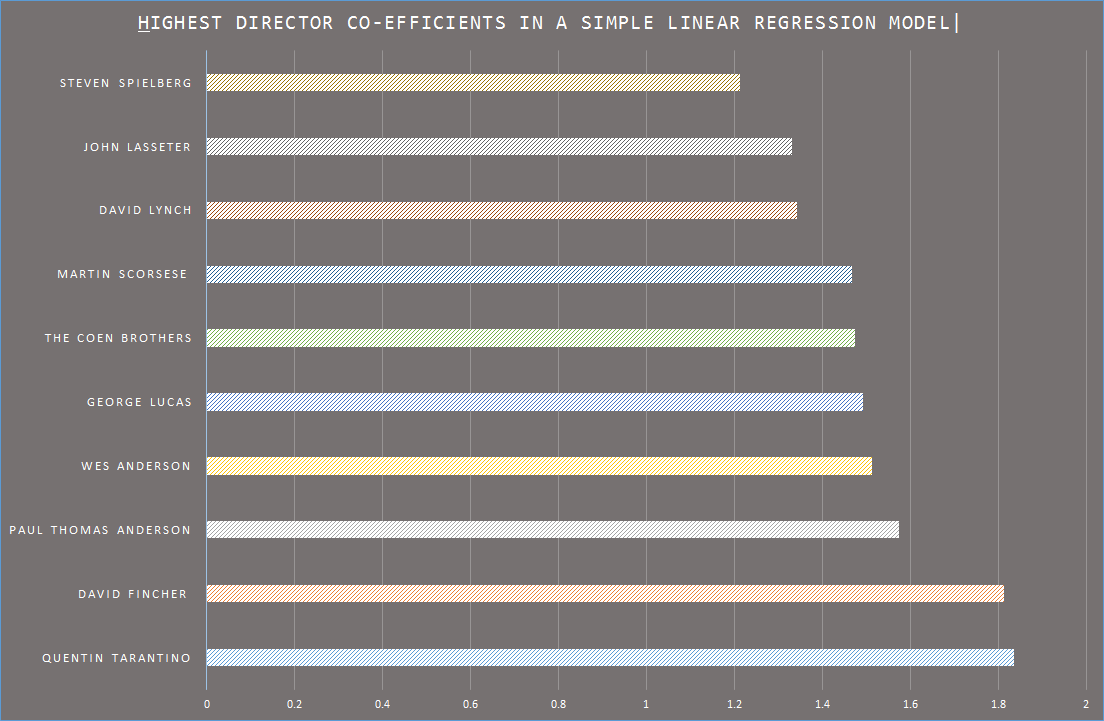 HIGHEST DIRECTOR CO-EFFICIENTS IN A SIMPLE LINEAR REGRESSION MODEL|
STEVEN SPIELBERG
JOHN LASSETER
DAVID LYNCH
MARTIN SCORSESE
THE COEN BROTHERS
GEORGE LUCAS
WES ANDERSON
PAUL THOMAS ANDERSON
DAVID FINCHER
QUENTIN TARANTINO
0 0.2 0.4 0.6 0.8 1 1.2 1.4 1.6 1.8 2